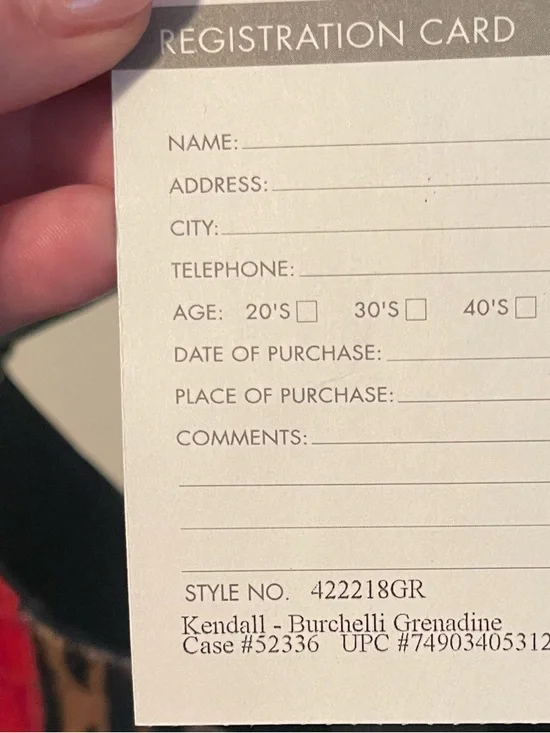 REGISTRATION CARD
NAME:
ADDRESS:
CITY:
TELEPHONE:
AGE: 20'S 30'S 40'S
DATE OF PURCHASE:
PLACE OF PURCHASE:
COMMENTS:
STYLE NO. 422218GR
Kendall - Burchelli Grenadine
Case #52336 UPC #74903405312